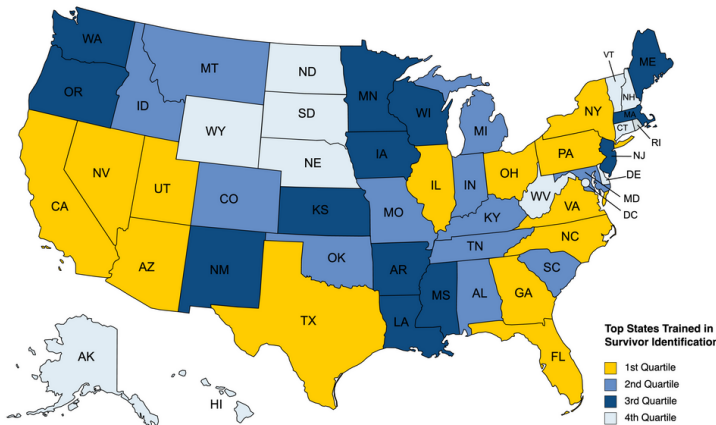 WA
OR
CA
NV
ID
MT
WY
UT
AZ
CO
NM
ND
SD
NE
KS
OK
TX
MN
IA
MO
AR
LA
WI
IL
MI
IN
OH
KY
TN
MS
AL
GA
FL
SC
NC
VA
WV
PA
NY
VT
NH
ME
MA
CT
RI
NJ
DE
MD
DC
AK
HI
Top States Trained in
Survivor Identification
1st Quartile
2nd Quartile
3rd Quartile
4th Quartile